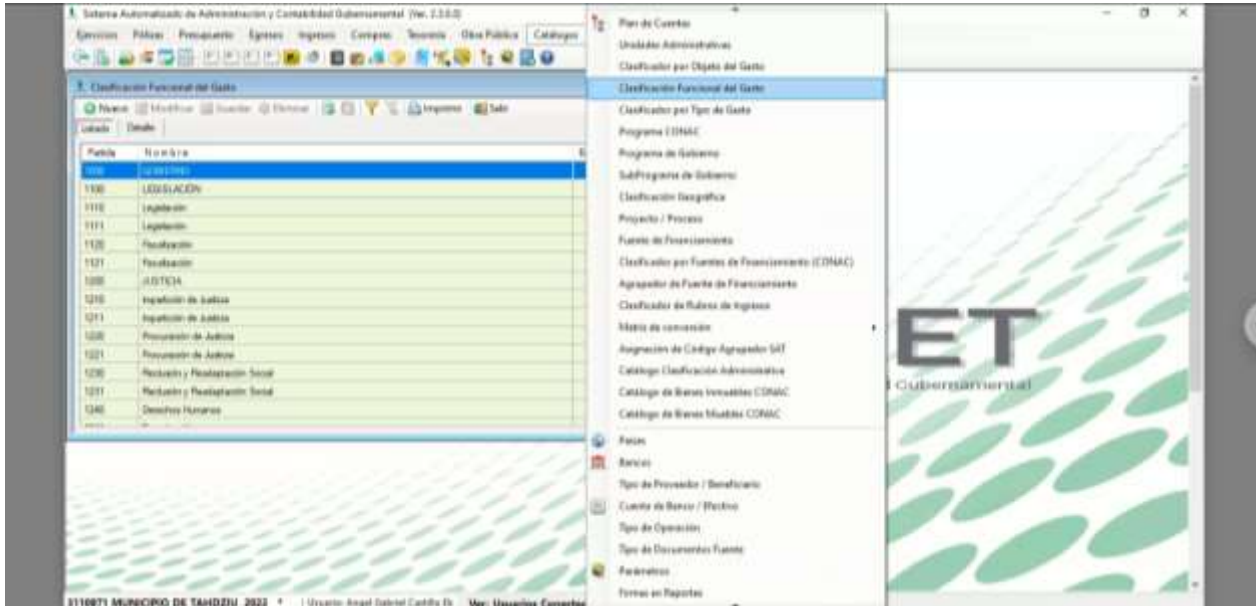 Sistema Automatizado de Administración y Contabilidad Gubernamental (Ver. 2.3.0.0)
Ejercicios Pólizas Presupuesto Egresos Ingresos Compras Tesorería Obra Pública Catálogos
Clasificación Funcional del Gasto
Nuevo Modificar Guardar Eliminar Imprimir Salir
Listado Detalle
Partida Nombre
1000 GOBIERNO
1100 LEGISLACIÓN
1110 Legislación
1111 Legislación
1120 Fiscalización
1121 Fiscalización
1200 JUSTICIA
1210 Impartición de Justicia
1211 Impartición de Justicia
1220 Procuración de Justicia
1221 Procuración de Justicia
1230 Reclusión y Readaptación Social
1231 Reclusión y Readaptación Social
1240 Derechos Humanos
Plan de Cuentas
Unidades Administrativas
Clasificador por Objeto del Gasto
Clasificación Funcional del Gasto
Clasificador por Tipo de Gasto
Programa CONAC
Programa de Gobierno
SubPrograma de Gobierno
Clasificación Geográfica
Proyecto / Proceso
Fuente de Financiamiento
Clasificador por Fuentes de Financiamiento (CONAC)
Agrupador de Fuente de Financiamiento
Clasificador de Rubros de Ingresos
Matriz de conversión
Asignación de Código Agrupador SAT
Catálogo Clasificación Administrativa
Catálogo de Bienes Inmuebles CONAC
Catálogo de Bienes Muebles CONAC
Países
Bancos
Tipo de Proveedor / Beneficiario
Cuenta de Banco / Efectivo
Tipo de Operación
Tipo de Documentos Fuente
Parámetros
Firmas en Reportes
ET
d Gubernamental
3110871 MUNICIPIO DE TAHDZIU 2022 Usuario: Angel Gabriel Castillo Ek Ver: Usuarios Conectados